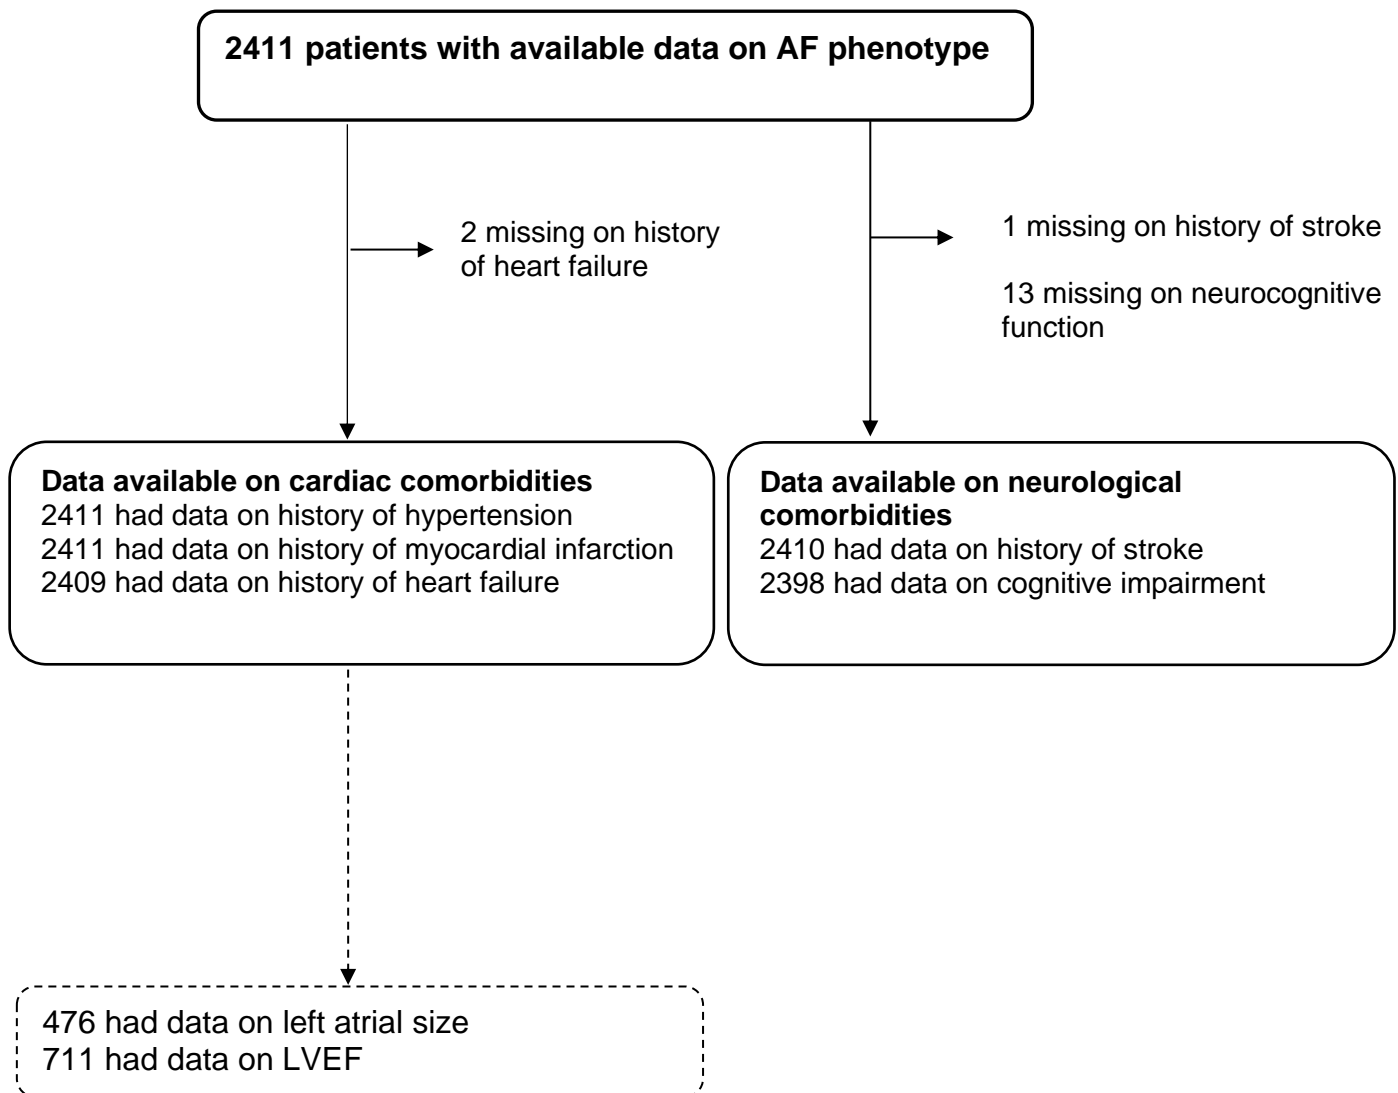 2411 patients with available data on AF phenotype
2 missing on history
of heart failure
1 missing on history of stroke
13 missing on neurocognitive
function
Data available on cardiac comorbidities
2411 had data on history of hypertension
2411 had data on history of myocardial infarction
2409 had data on history of heart failure
Data available on neurological
comorbidities
2410 had data on history of stroke
2398 had data on cognitive impairment
476 had data on left atrial size
711 had data on LVEF